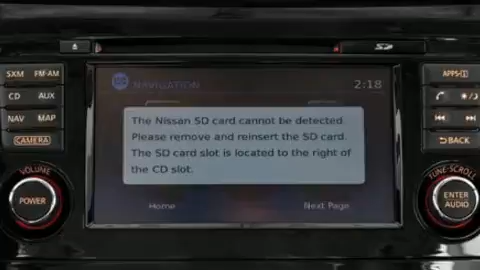 SD
SXM FM·AM
NAVIGATION
2:18
APPS·i
CD AUX
NAV MAP
CAMERA
BACK
The Nissan SD card cannot be detected.
Please remove and reinsert the SD card.
The SD card slot is located to the right of
the CD slot.
Home
Next Page
VOLUME
POWER
TUNE·SCROLL
ENTER
AUDIO